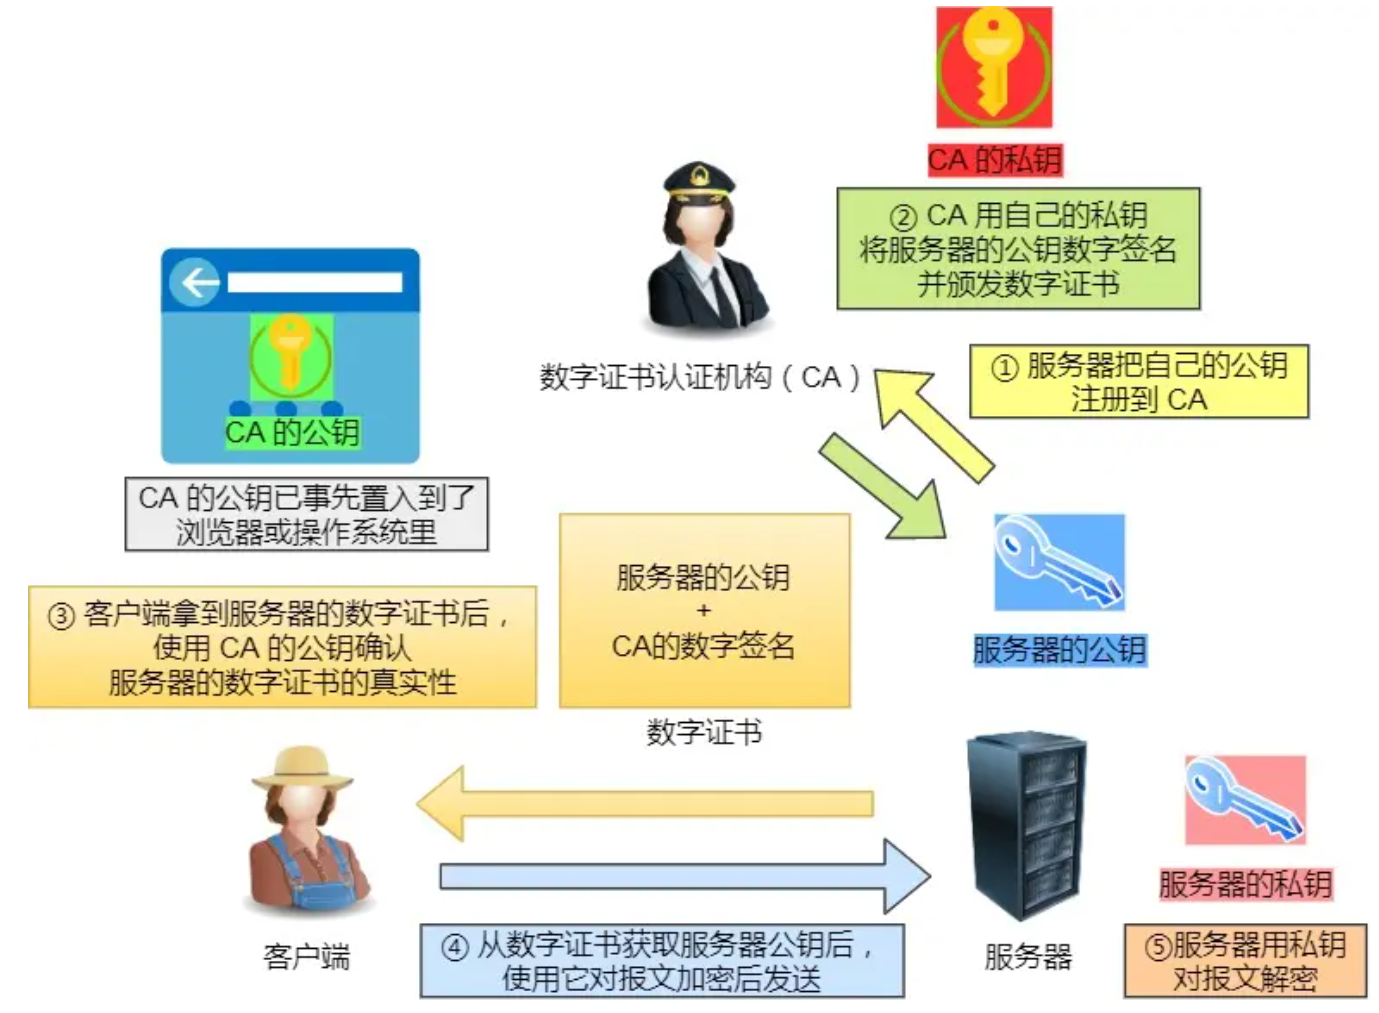 CA 的私钥
② CA 用自己的私钥
将服务器的公钥数字签名
并颁发数字证书
数字证书认证机构（CA）
① 服务器把自己的公钥
注册到 CA
CA 的公钥
CA 的公钥已事先置入到了
浏览器或操作系统里
服务器的公钥
+
CA的数字签名
数字证书
服务器的公钥
③ 客户端拿到服务器的数字证书后，
使用 CA 的公钥确认
服务器的数字证书的真实性
服务器的私钥
客户端
④ 从数字证书获取服务器公钥后，
使用它对报文加密后发送
服务器
⑤服务器用私钥
对报文解密